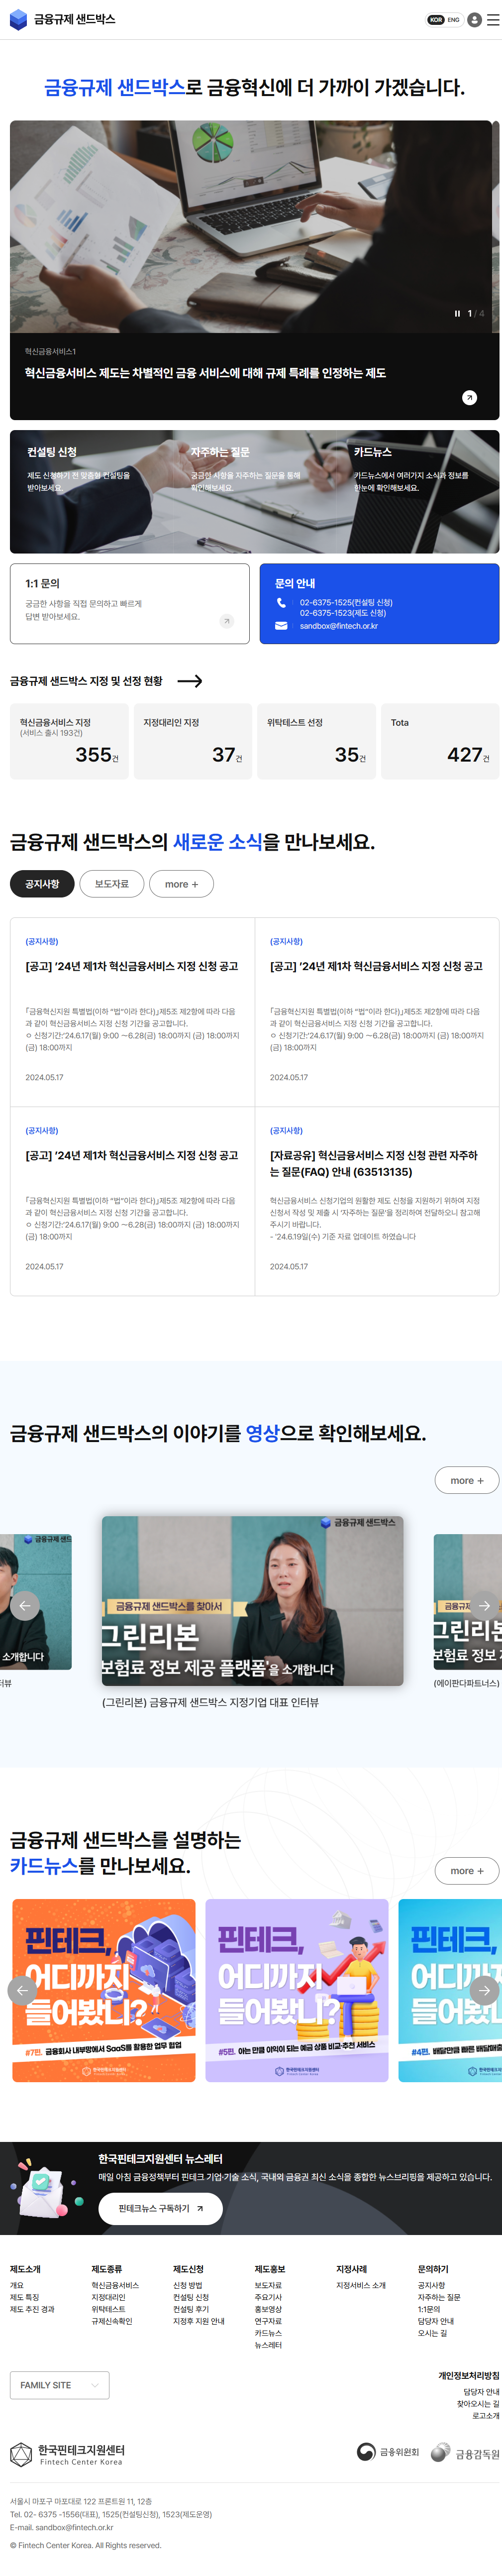 금융규제 샌드박스
KOR ENG
금융규제 샌드박스로 금융혁신에 더 가까이 가겠습니다.
1 / 4
혁신금융서비스1
혁신금융서비스 제도는 차별적인 금융 서비스에 대해 규제 특례를 인정하는 제도
컨설팅 신청
제도 신청하기 전 맞춤형 컨설팅을
받아보세요.
자주하는 질문
궁금한 사항을 자주하는 질문을 통해
확인해보세요.
카드뉴스
카드뉴스에서 여러가지 소식과 정보를
한눈에 확인해보세요.
1:1 문의
궁금한 사항을 직접 문의하고 빠르게
답변 받아보세요.
문의 안내
02-6375-1525(컨설팅 신청)
02-6375-1523(제도 신청)
sandbox@fintech.or.kr
금융규제 샌드박스 지정 및 선정 현황
혁신금융서비스 지정
(서비스 출시 193건)
355건
지정대리인 지정
37건
위탁테스트 선정
35건
Tota
427건
금융규제 샌드박스의 새로운 소식을 만나보세요.
공지사항
보도자료
more +
(공지사항)
[공고] ‘24년 제1차 혁신금융서비스 지정 신청 공고
「금융혁신지원 특별법(이하 “법”이라 한다)」제5조 제2항에 따라 다음
과 같이 혁신금융서비스 지정 신청 기간을 공고합니다.
ㅇ 신청기간:‘24.6.17(월) 9:00 ~6.28(금) 18:00까지 (금) 18:00까지
(금) 18:00까지
2024.05.17
(공지사항)
[공고] ‘24년 제1차 혁신금융서비스 지정 신청 공고
「금융혁신지원 특별법(이하 “법”이라 한다)」제5조 제2항에 따라 다음
과 같이 혁신금융서비스 지정 신청 기간을 공고합니다.
ㅇ 신청기간:‘24.6.17(월) 9:00 ~6.28(금) 18:00까지 (금) 18:00까지
(금) 18:00까지
2024.05.17
(공지사항)
[공고] ‘24년 제1차 혁신금융서비스 지정 신청 공고
「금융혁신지원 특별법(이하 “법”이라 한다)」제5조 제2항에 따라 다음
과 같이 혁신금융서비스 지정 신청 기간을 공고합니다.
ㅇ 신청기간:‘24.6.17(월) 9:00 ~6.28(금) 18:00까지 (금) 18:00까지
(금) 18:00까지
2024.05.17
(공지사항)
[자료공유] 혁신금융서비스 지정 신청 관련 자주하
는 질문(FAQ) 안내 (63513135)
혁신금융서비스 신청기업의 원활한 제도 신청을 지원하기 위하여 지정
신청서 작성 및 제출 시 ‘자주하는 질문’을 정리하여 전달하오니 참고해
주시기 바랍니다.
- ‘24.6.19일(수) 기준 자료 업데이트 하였습니다
2024.05.17
금융규제 샌드박스의 이야기를 영상으로 확인해보세요.
more +
금융규제 샌드
소개합니다
터뷰
금융규제 샌드박스
금융규제 샌드박스를 찾아서
그린리본
보험료 정보 제공 플랫폼'을 소개합니다
(그린리본) 금융규제 샌드박스 지정기업 대표 인터뷰
금융규제
그린리
보험료 정보 제
(에이판다파트너스)
금융규제 샌드박스를 설명하는
카드뉴스를 만나보세요.
more +
핀테크,
어디까지
들어봤니?
#7편. 금융회사 내부망에서 SaaS를 활용한 업무 협업
한국핀테크지원센터
핀테크,
어디까지
들어봤니?
#5편. 아는 만큼 이익이 되는 예금 상품 비교·추천 서비스
한국핀테크지원센터
핀테크,
어디까지
들어봤
#4편. 배달만큼 빠른 배달매출
한국핀테크
한국핀테크지원센터 뉴스레터
매일 아침 금융정책부터 핀테크 기업·기술 소식, 국내외 금융권 최신 소식을 종합한 뉴스브리핑을 제공하고 있습니다.
핀테크뉴스 구독하기
제도소개
개요
제도 특징
제도 추진 경과
제도종류
혁신금융서비스
지정대리인
위탁테스트
규제신속확인
제도신청
신청 방법
컨설팅 신청
컨설팅 후기
지정후 지원 안내
제도홍보
보도자료
주요기사
홍보영상
연구자료
카드뉴스
뉴스레터
지정사례
지정서비스 소개
문의하기
공지사항
자주하는 질문
1:1문의
담당자 안내
오시는 길
FAMILY SITE
개인정보처리방침
담당자 안내
찾아오시는 길
로고소개
한국핀테크지원센터
Fintech Center Korea
금융위원회
금융감독원
서울시 마포구 마포대로 122 프론트원 11, 12층
Tel. 02- 6375 -1556(대표), 1525(컨설팅신청), 1523(제도운영)
E-mail. sandbox@fintech.or.kr
© Fintech Center Korea. All Rights reserved.